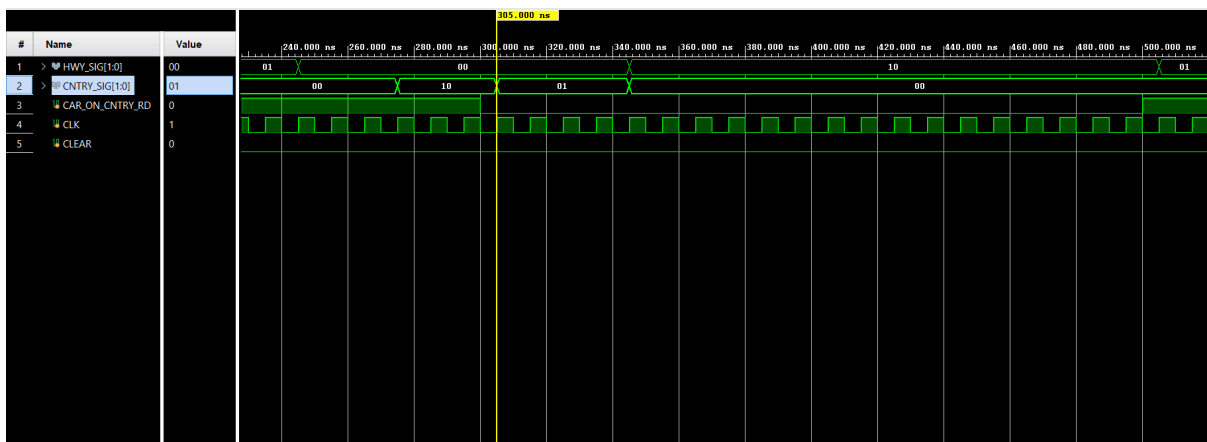 305.000 ns
# Name Value
240.000 ns 260.000 ns 280.000 ns 300.000 ns 320.000 ns 340.000 ns 360.000 ns 380.000 ns 400.000 ns 420.000 ns 440.000 ns 460.000 ns 480.000 ns 500.000 ns
1 > HWY_SIG[1:0] 00 01 00 10 01
2 > CNTRY_SIG[1:0] 01 00 10 01 00
3 CAR_ON_CNTRY_RD 0
4 CLK 1
5 CLEAR 0